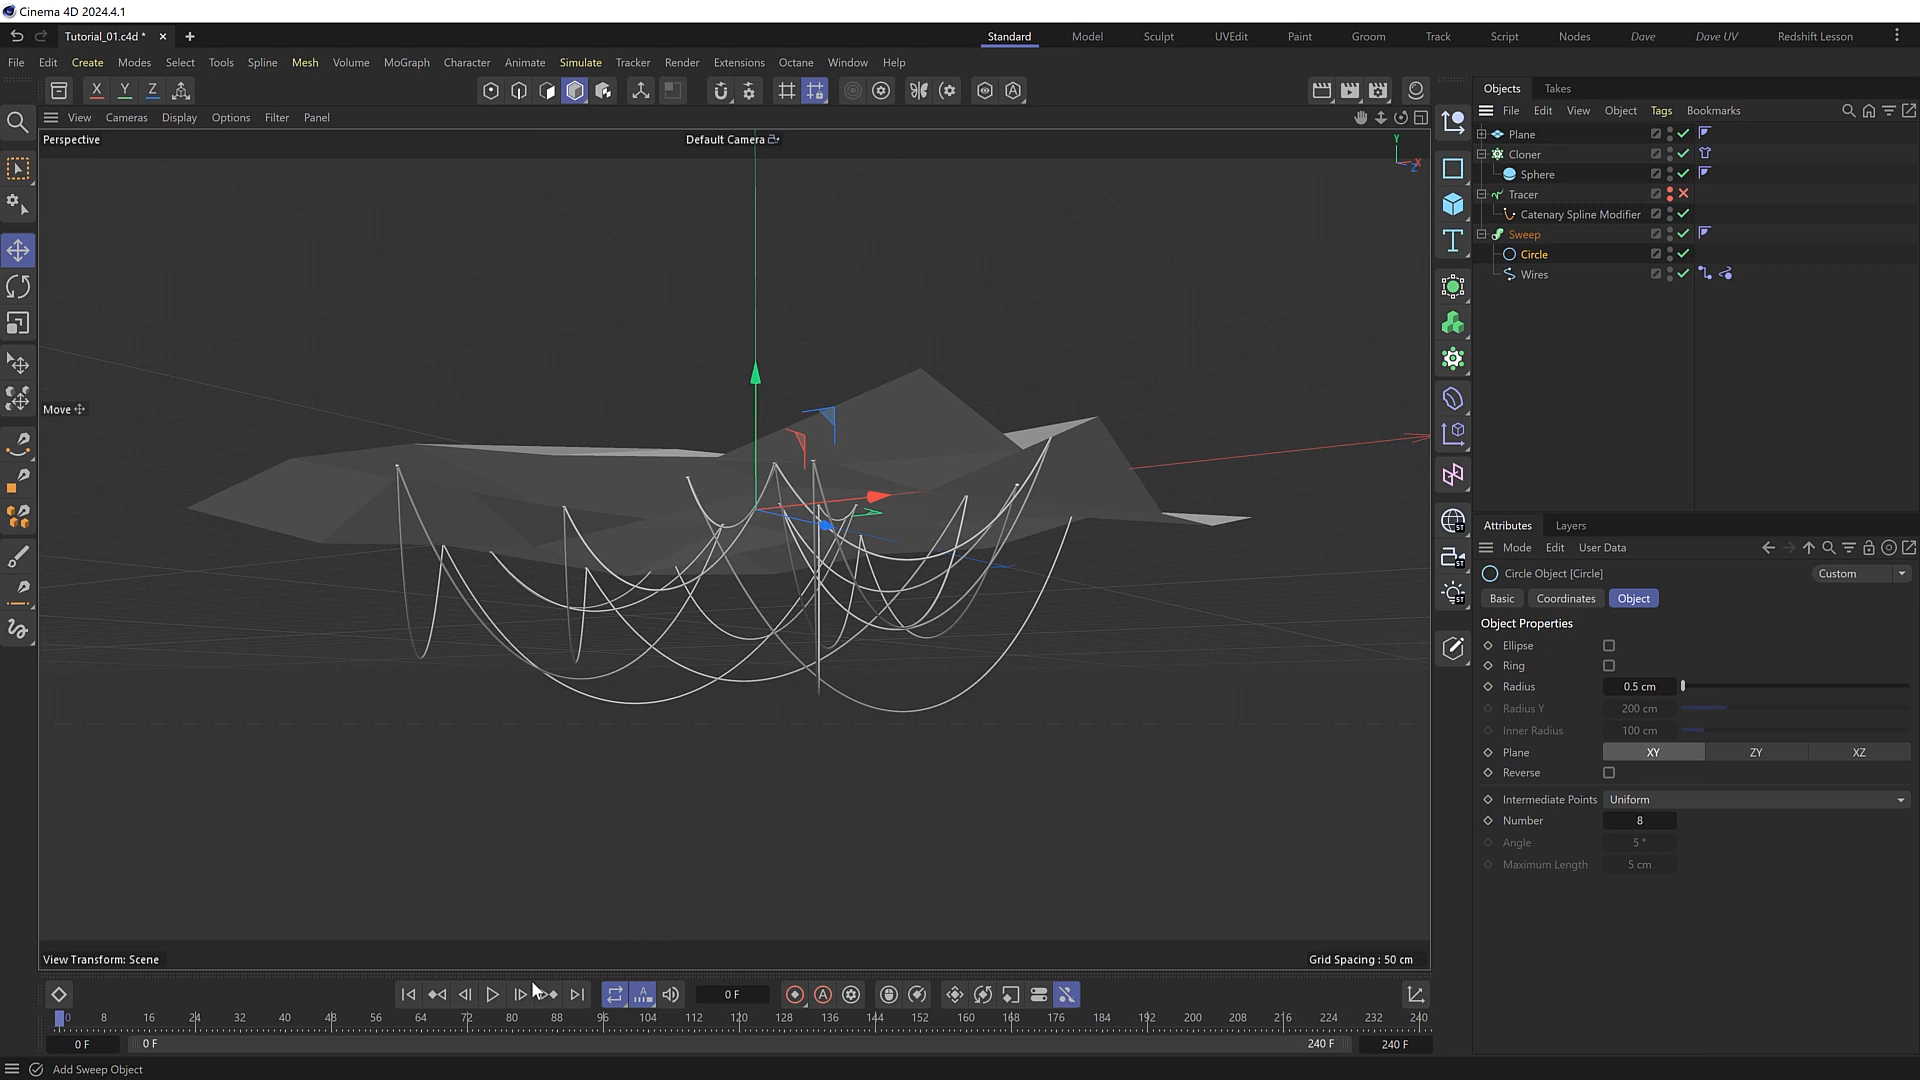 Cinema 4D 2024.4.1
Tutorial_01.c4d *
Standard Model Sculpt UVEdit Paint Groom Track Script Nodes Dave Dave UV Redshift Lesson
File Edit Create Modes Select Tools Spline Mesh Volume MoGraph Character Animate Simulate Tracker Render Extensions Octane Window Help
X Y Z
Objects Takes
View Cameras Display Options Filter Panel
File Edit View Object Tags Bookmarks
Perspective
Default Camera
Y
X
Z
Plane
Cloner
Sphere
Tracer
Catenary Spline Modifier
Sweep
Circle
Wires
Move
Attributes Layers
Mode Edit User Data
Circle Object [Circle]
Custom
Basic Coordinates Object
Object Properties
Ellipse
Ring
Radius 0.5 cm
Radius Y 200 cm
Inner Radius 100 cm
Plane XY ZY XZ
Reverse
Intermediate Points Uniform
Number 8
Angle 5 °
Maximum Length 5 cm
ST
ST
ST
View Transform: Scene
Grid Spacing : 50 cm
0 F
0 8 16 24 32 40 48 56 64 72 80 88 96 104 112 120 128 136 144 152 160 168 176 184 192 200 208 216 224 232 240
0 F 0 F 240 F 240 F
Add Sweep Object